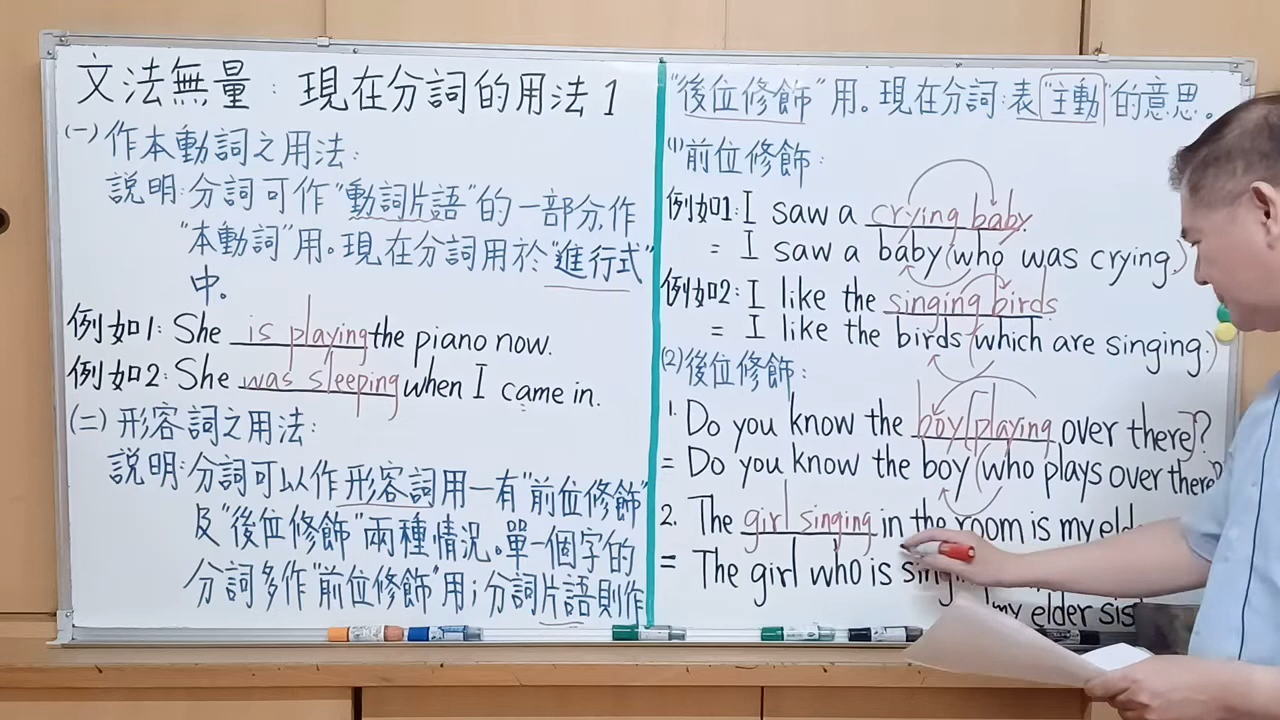 文法無量：現在分詞的用法1
(一)作本動詞之用法：
說明：分詞可作"動詞片語"的一部分，作
"本動詞"用。現在分詞用於"進行式"
中。
例如1：She is playing the piano now.
例如2：She was sleeping when I came in.
(二)形容詞之用法：
說明：分詞可以作形容詞用－有"前位修飾"
及"後位修飾"兩種情況。單一個字的
分詞多作"前位修飾"用；分詞片語則作
"後位修飾"用。現在分詞：表"主動"的意思。
(1)前位修飾：
例如1：I saw a crying baby.
= I saw a baby (who was crying.)
例如2：I like the singing birds.
= I like the birds (which are singing.)
(2)後位修飾：
1. Do you know the boy [playing over there]?
= Do you know the boy (who plays over there
2. The girl singing in the room is my
= The girl who is
my elder